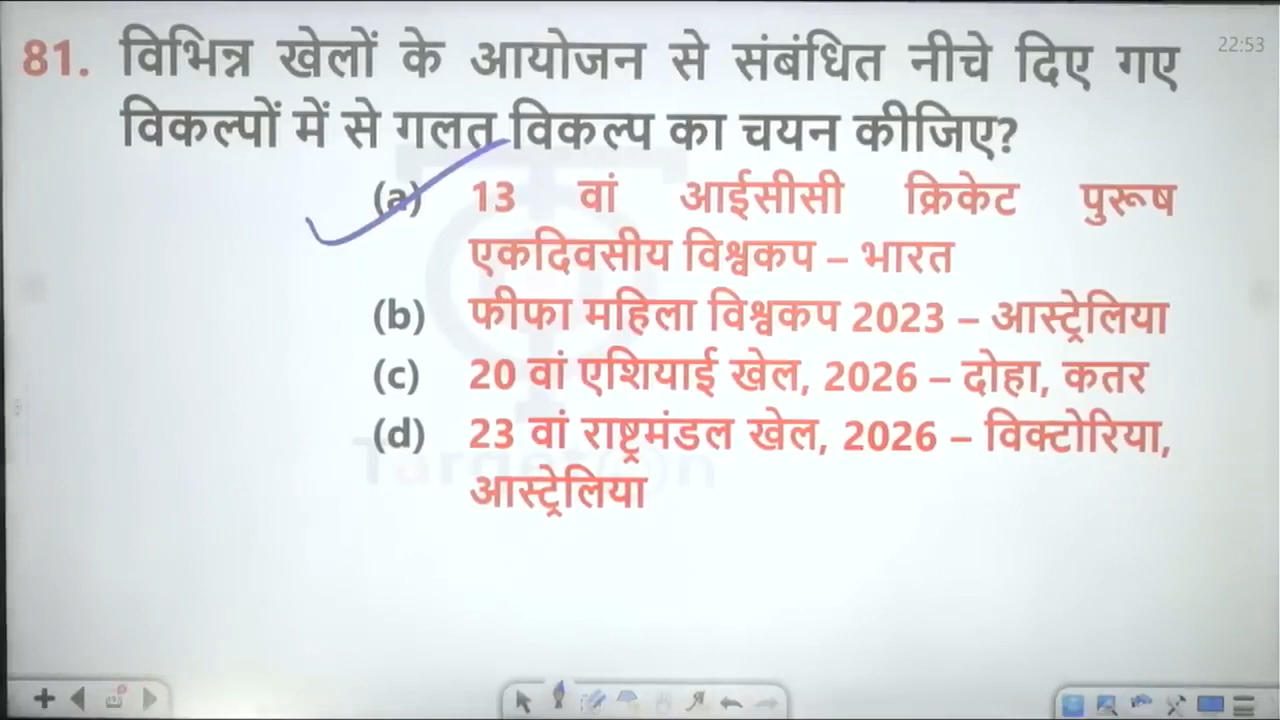 22:53
81. विभिन्न खेलों के आयोजन से संबंधित नीचे दिए गए
विकल्पों में से गलत विकल्प का चयन कीजिए?
(a) 13 वां आईसीसी क्रिकेट पुरूष
एकदिवसीय विश्वकप – भारत
(b) फीफा महिला विश्वकप 2023 – आस्ट्रेलिया
(c) 20 वां एशियाई खेल, 2026 – दोहा, कतर
(d) 23 वां राष्ट्रमंडल खेल, 2026 – विक्टोरिया,
आस्ट्रेलिया